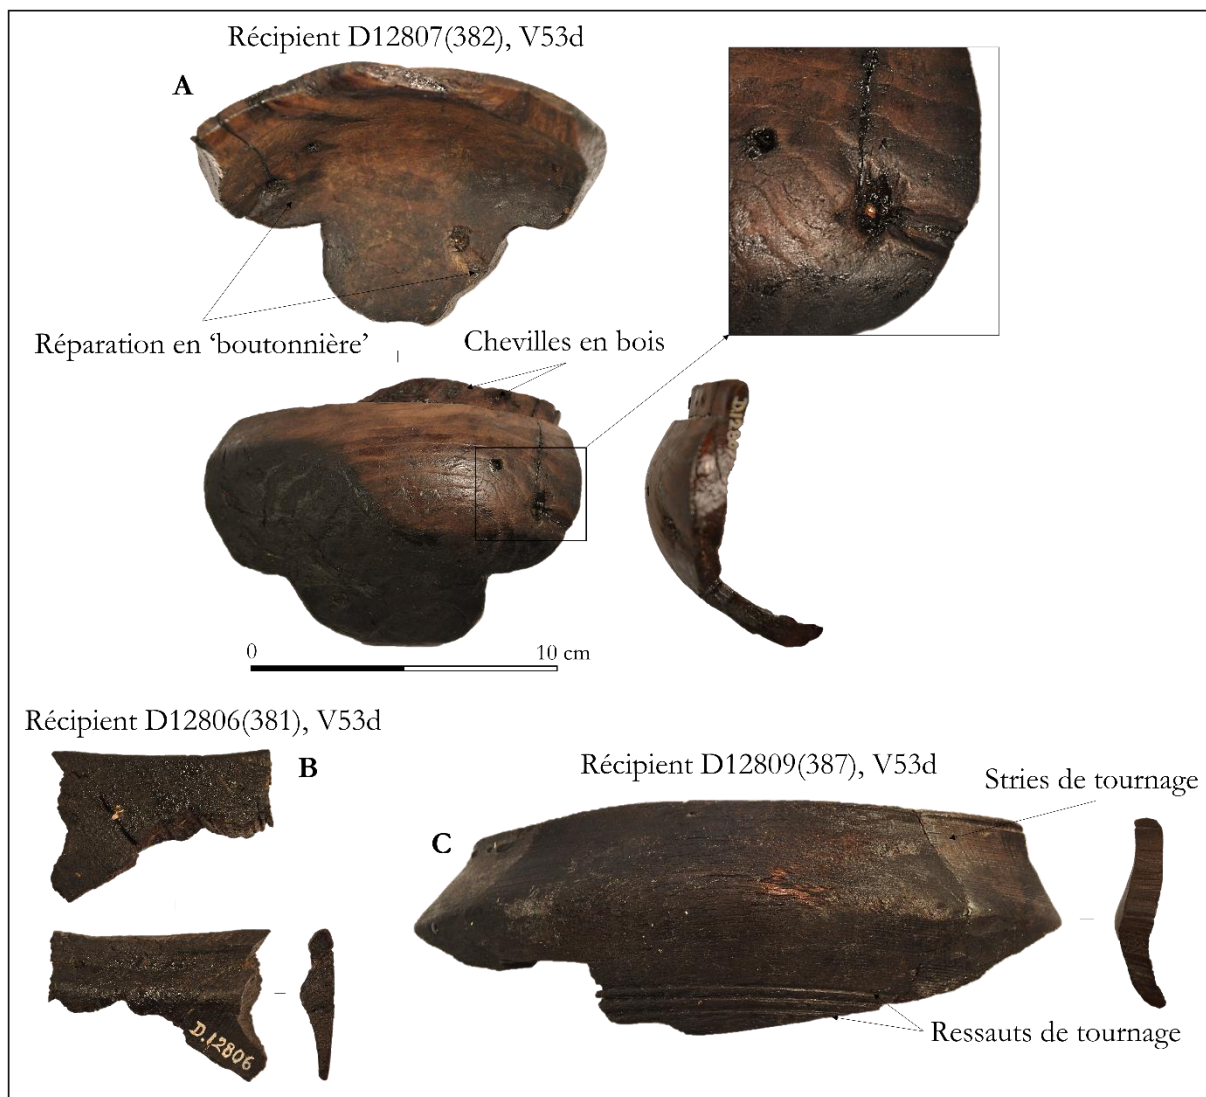 Récipient D12807(382), V53d
A
Réparation en ‘boutonnière’
Chevilles en bois
0 10 cm
Récipient D12806(381), V53d
B
D.12806
Récipient D12809(387), V53d
Stries de tournage
C
Ressauts de tournage